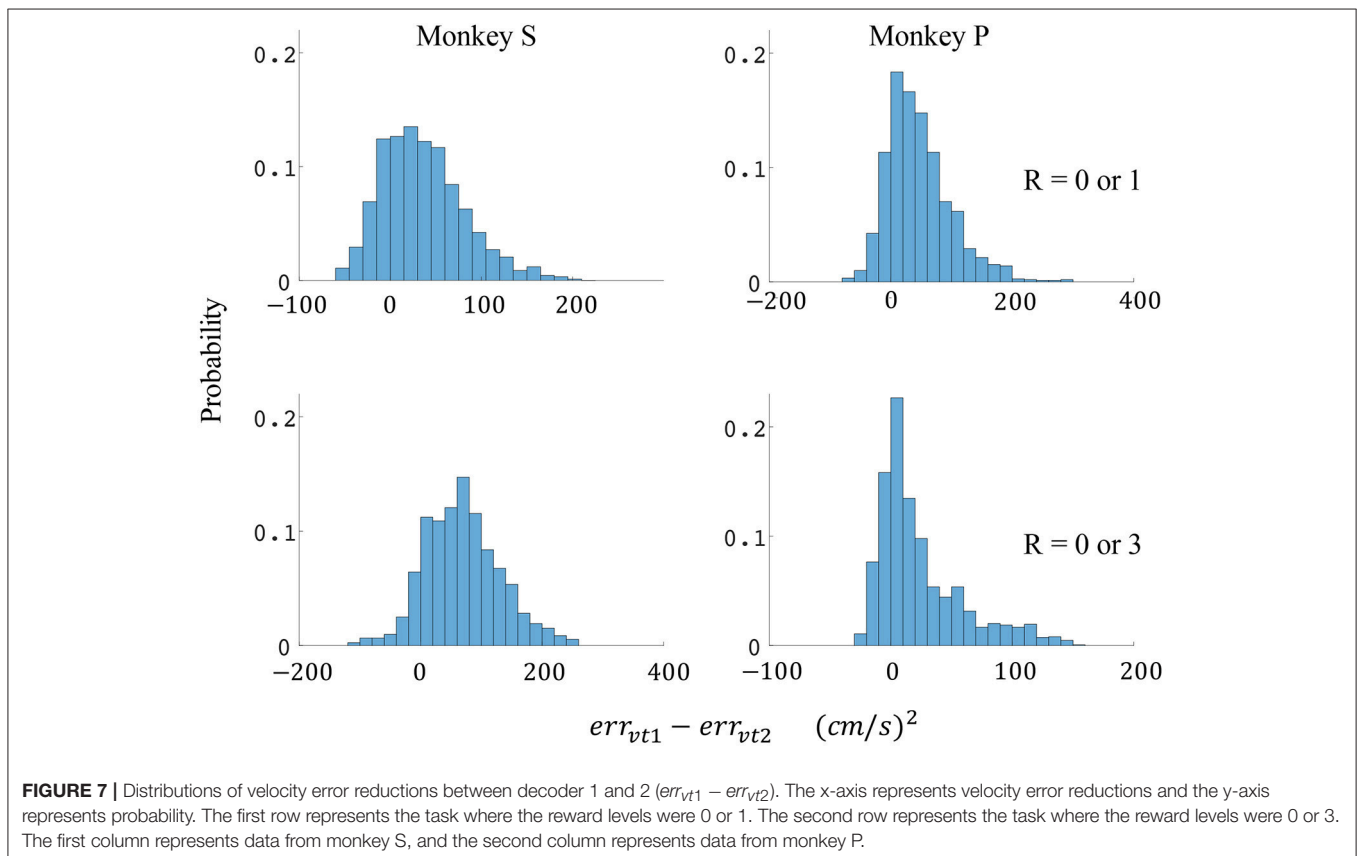 Monkey S
Monkey P
0.2
0.1
0
-100 0 100 200
0.2
0.1
0
-200 0 200 400
R = 0 or 1
Probability
0.2
0.1
0
-200 0 200 400
0.2
0.1
0
-100 0 100 200
R = 0 or 3
err_vt1 − err_vt2 (cm/s)²
FIGURE 7 | Distributions of velocity error reductions between decoder 1 and 2 (err_vt1 − err_vt2). The x-axis represents velocity error reductions and the y-axis
represents probability. The first row represents the task where the reward levels were 0 or 1. The second row represents the task where the reward levels were 0 or 3.
The first column represents data from monkey S, and the second column represents data from monkey P.